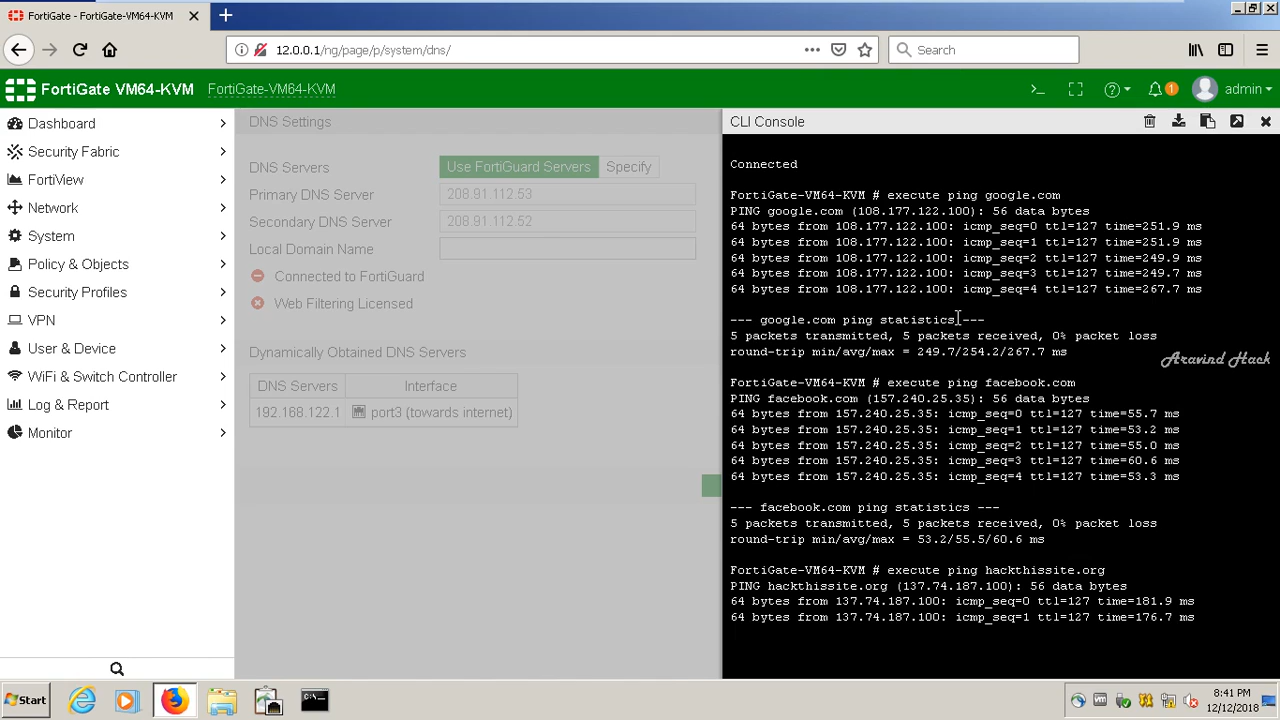 FortiGate - FortiGate VM64-KVM
12.0.0.1/ng/page/p/system/dns/
Search
FortiGate VM64-KVM
FortiGate-VM64-KVM
>_
?
1
admin
Dashboard
Security Fabric
FortiView
Network
System
Policy & Objects
Security Profiles
VPN
User & Device
WiFi & Switch Controller
Log & Report
Monitor
DNS Settings
DNS Servers
Use FortiGuard Servers
Specify
Primary DNS Server
208.91.112.53
Secondary DNS Server
208.91.112.52
Local Domain Name
Connected to FortiGuard
Web Filtering Licensed
Dynamically Obtained DNS Servers
DNS Servers Interface
192.168.122.1 port3 (towards internet)
CLI Console
Connected
FortiGate-VM64-KVM # execute ping google.com
PING google.com (108.177.122.100): 56 data bytes
64 bytes from 108.177.122.100: icmp_seq=0 ttl=127 time=251.9 ms
64 bytes from 108.177.122.100: icmp_seq=1 ttl=127 time=251.9 ms
64 bytes from 108.177.122.100: icmp_seq=2 ttl=127 time=249.9 ms
64 bytes from 108.177.122.100: icmp_seq=3 ttl=127 time=249.7 ms
64 bytes from 108.177.122.100: icmp_seq=4 ttl=127 time=267.7 ms
--- google.com ping statistics ---
5 packets transmitted, 5 packets received, 0% packet loss
round-trip min/avg/max = 249.7/254.2/267.7 ms
Aravind Hack
FortiGate-VM64-KVM # execute ping facebook.com
PING facebook.com (157.240.25.35): 56 data bytes
64 bytes from 157.240.25.35: icmp_seq=0 ttl=127 time=55.7 ms
64 bytes from 157.240.25.35: icmp_seq=1 ttl=127 time=53.2 ms
64 bytes from 157.240.25.35: icmp_seq=2 ttl=127 time=55.0 ms
64 bytes from 157.240.25.35: icmp_seq=3 ttl=127 time=60.6 ms
64 bytes from 157.240.25.35: icmp_seq=4 ttl=127 time=53.3 ms
--- facebook.com ping statistics ---
5 packets transmitted, 5 packets received, 0% packet loss
round-trip min/avg/max = 53.2/55.5/60.6 ms
FortiGate-VM64-KVM # execute ping hackthissite.org
PING hackthissite.org (137.74.187.100): 56 data bytes
64 bytes from 137.74.187.100: icmp_seq=0 ttl=127 time=181.9 ms
64 bytes from 137.74.187.100: icmp_seq=1 ttl=127 time=176.7 ms
Start
8:41 PM
12/12/2018